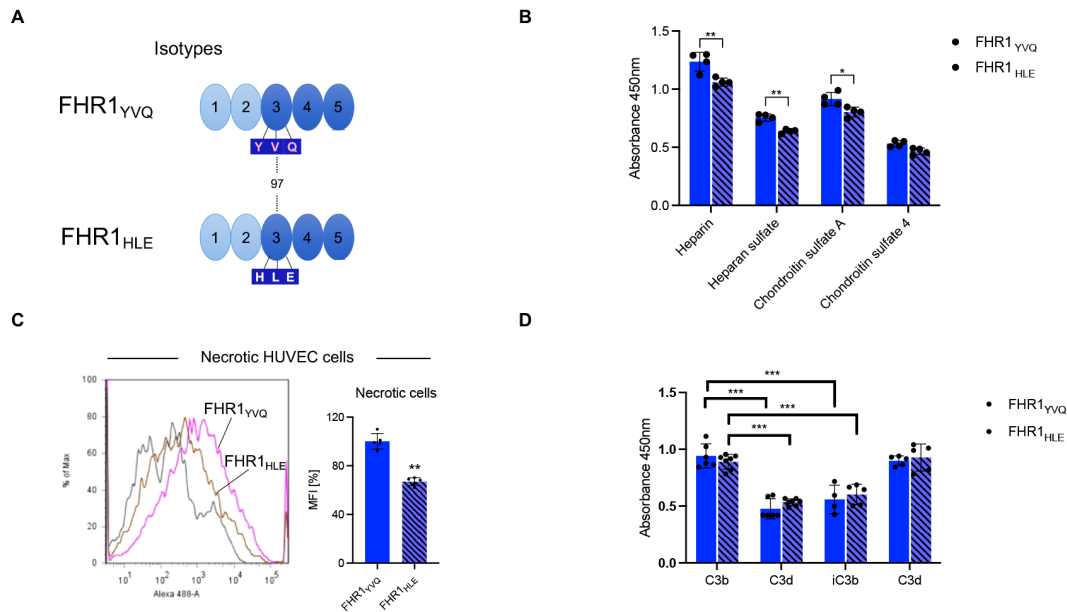 A
Isotypes
FHR1YVQ
1 2 3 4 5
Y V Q
97
FHR1HLE
1 2 3 4 5
H L E
B
Absorbance 450nm
1.5
1.0
0.5
0.0
**
**
*
Heparin
Heparan sulfate
Chondroitin sulfate A
Chondroitin sulfate 4
FHR1YVQ
FHR1HLE
C
Necrotic HUVEC cells
% of Max
100
80
60
40
20
0
FHR1YVQ
FHR1HLE
10¹ 10² 10³ 10⁴ 10⁵
Alexa 488-A
Necrotic cells
MFI [%]
120
80
40
0
**
FHR1YVQ
FHR1HLE
D
Absorbance 450nm
1.5
1.0
0.5
0.0
***
***
***
***
C3b C3d iC3b C3d
FHR1YVQ
FHR1HLE